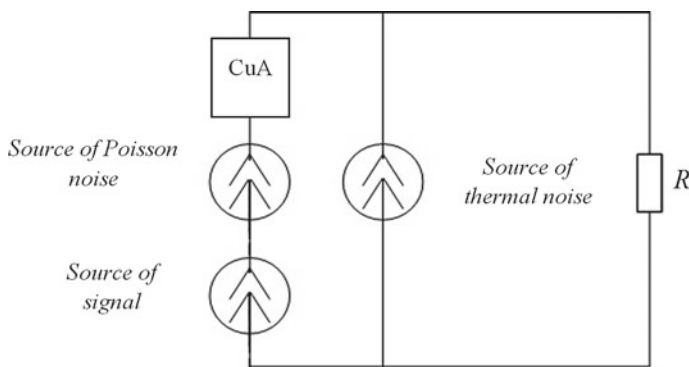 CuA
Source of Poisson
noise
Source of
thermal noise
R
Source of
signal